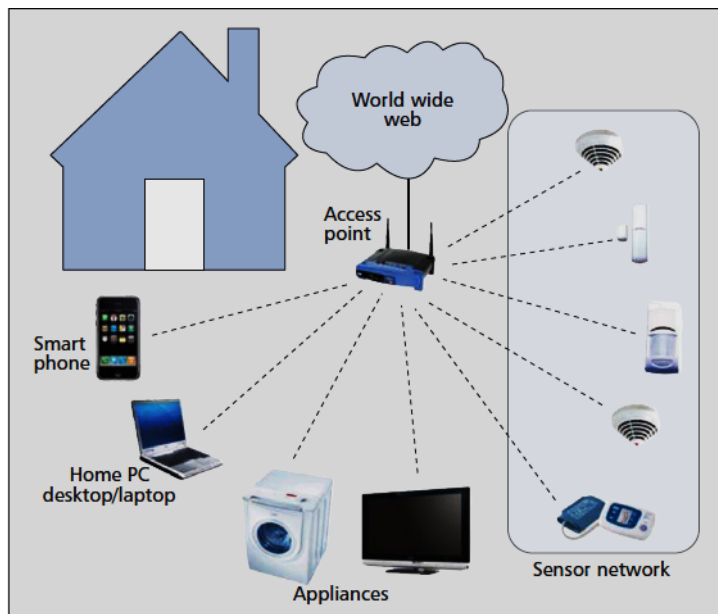 World wide
web
Access
point
Smart
phone
Home PC
desktop/laptop
Appliances
Sensor network